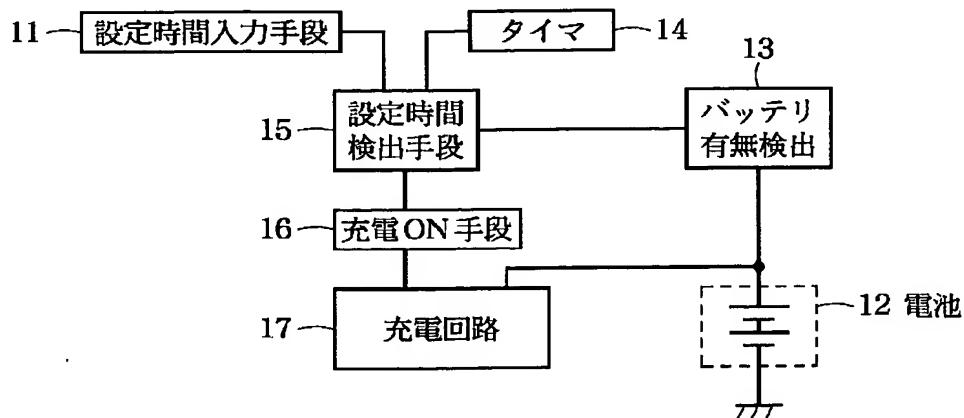 11 設定時間入力手段
タイマ 14
13
15 設定時間
検出手段
バッテリ
有無検出
16 充電ON手段
17 充電回路
12 電池